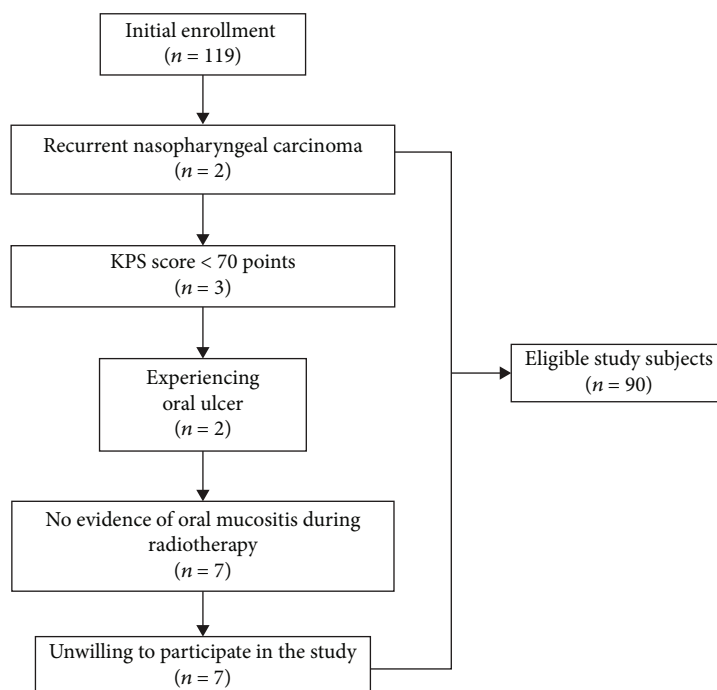 Initial enrollment
(n = 119)
Recurrent nasopharyngeal carcinoma
(n = 2)
KPS score < 70 points
(n = 3)
Experiencing
oral ulcer
(n = 2)
No evidence of oral mucositis during
radiotherapy
(n = 7)
Unwilling to participate in the study
(n = 7)
Eligible study subjects
(n = 90)